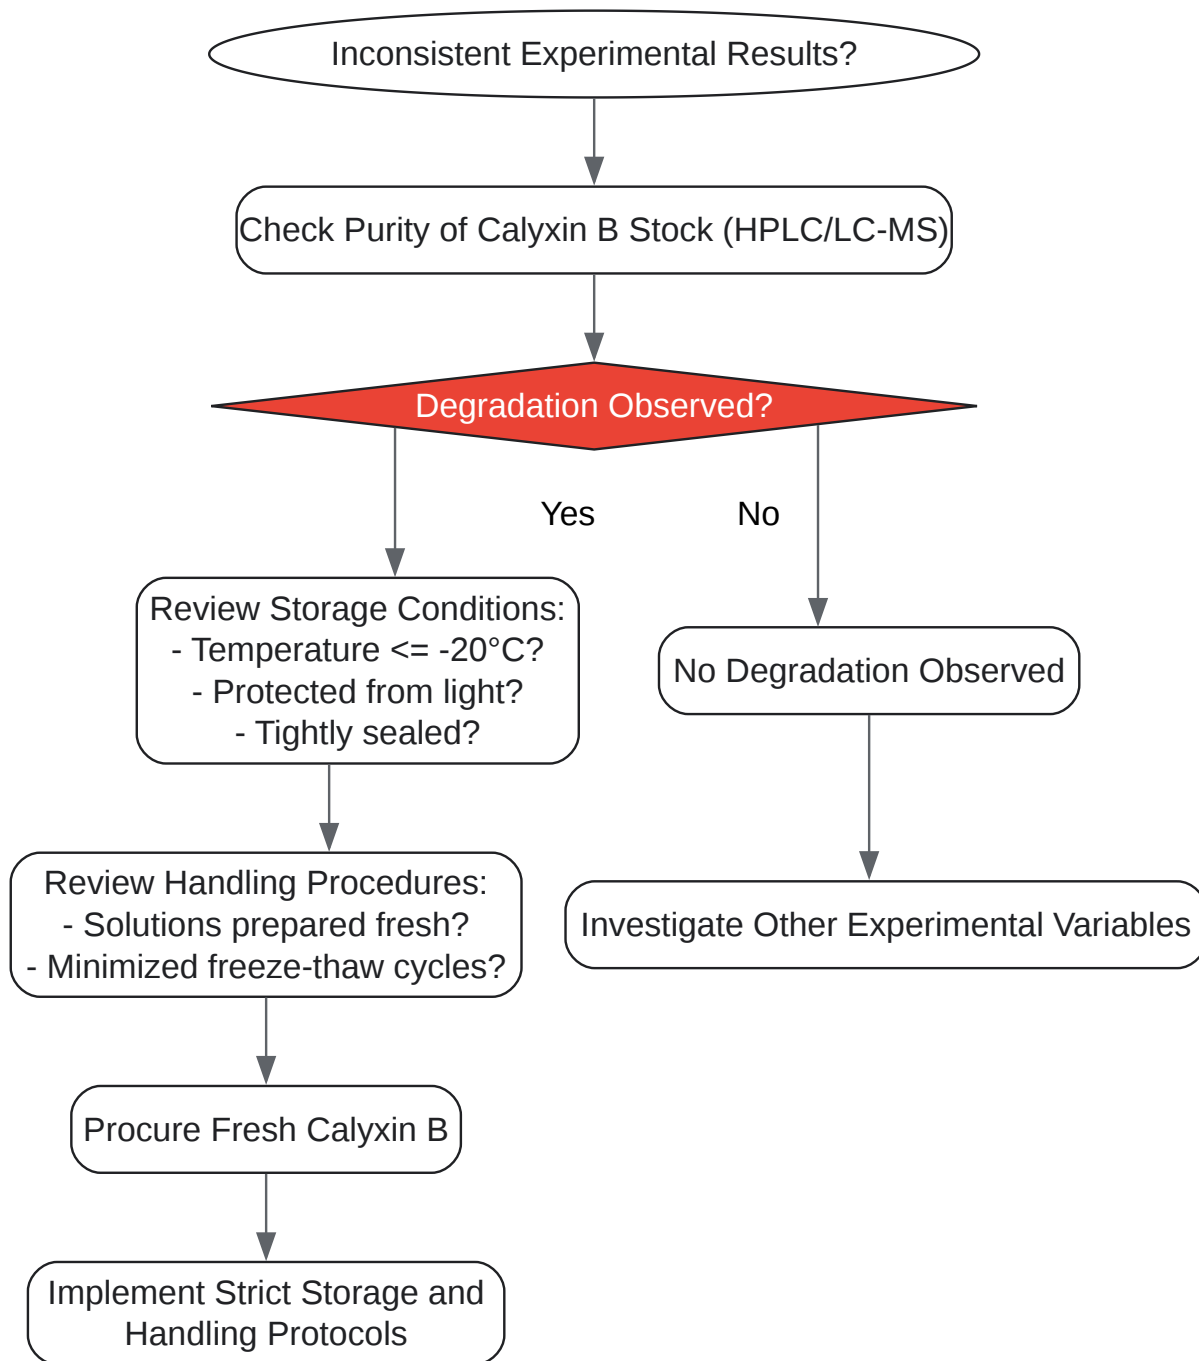 Inconsistent Experimental Results?
Check Purity of Calyxin B Stock (HPLC/LC-MS)
Degradation Observed?
Yes
No
Review Storage Conditions:
- Temperature <= -20°C?
- Protected from light?
- Tightly sealed?
No Degradation Observed
Review Handling Procedures:
- Solutions prepared fresh?
- Minimized freeze-thaw cycles?
Investigate Other Experimental Variables
Procure Fresh Calyxin B
Implement Strict Storage and
Handling Protocols